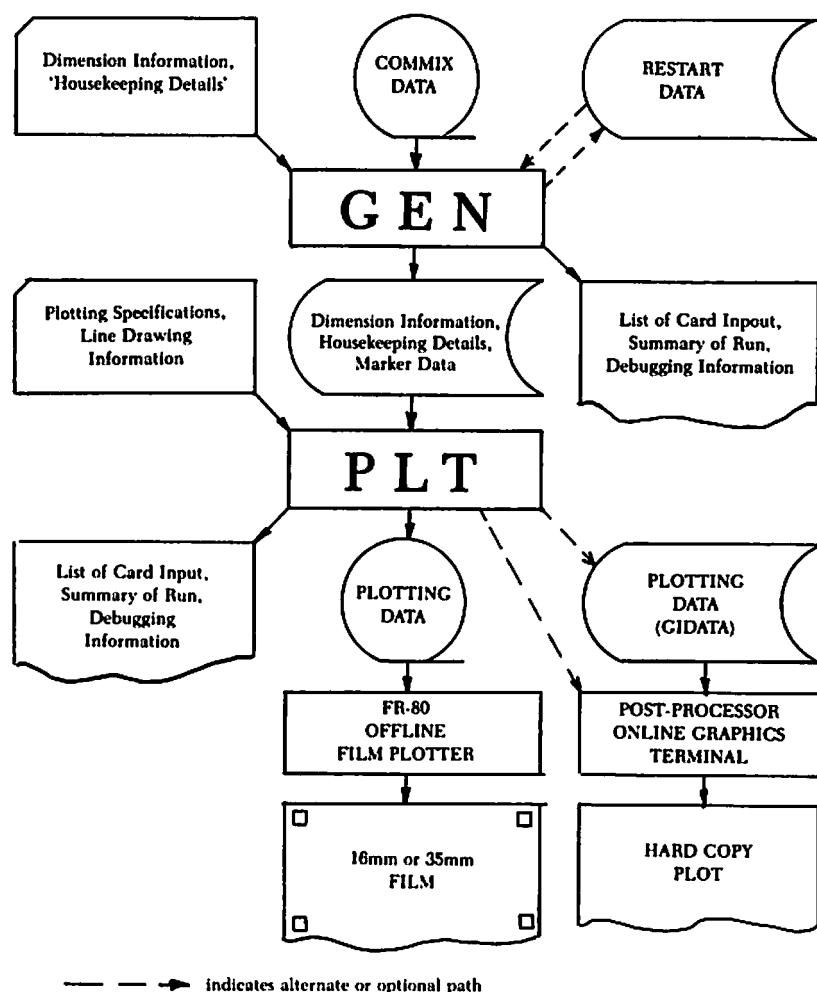 Dimension Information,
'Housekeeping Details'
COMMIX
DATA
RESTART
DATA
GEN
Plotting Specifications,
Line Drawing
Information
Dimension Information,
Housekeeping Details,
Marker Data
List of Card Inpout,
Summary of Run,
Debugging Information
PLT
List of Card Input,
Summary of Run,
Debugging
Information
PLOTTING
DATA
PLOTTING
DATA
(GIDATA)
FR-80
OFFLINE
FILM PLOTTER
POST-PROCESSOR
ONLINE GRAPHICS
TERMINAL
16mm or 35mm
FILM
HARD COPY
PLOT
indicates alternate or optional path